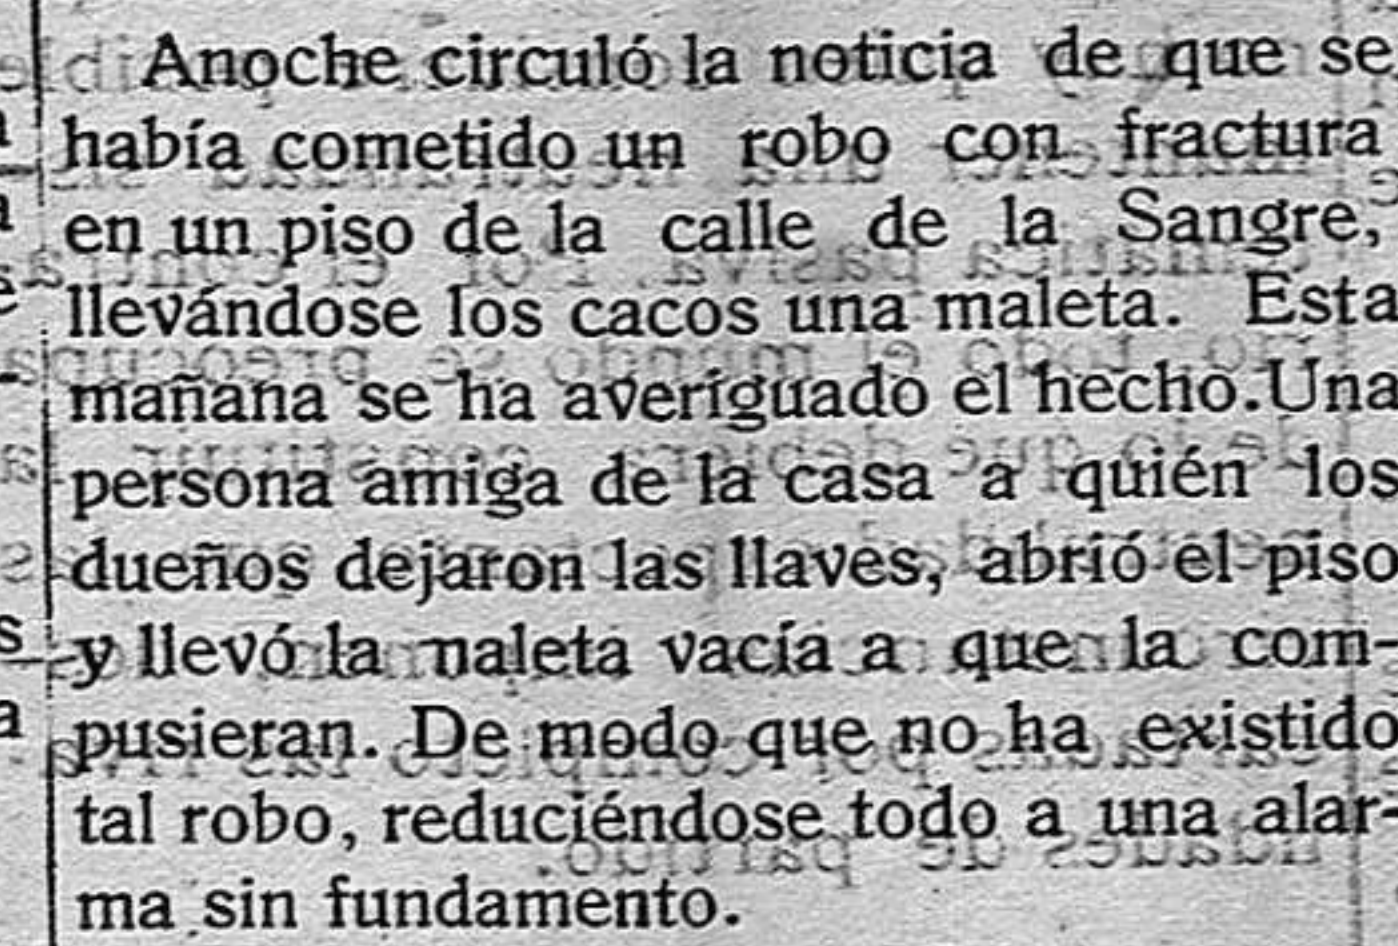 Anoche circuló la noticia de que se
había cometido un robo con fractura
en un piso de la calle de la Sangre,
llevándose los cacos una maleta. Esta
mañana se ha averiguado el hecho. Una
persona amiga de la casa a quién los
dueños dejaron las llaves, abrió el piso
y llevó la maleta vacía a que la com-
pusieran. De modo que no ha existido
tal robo, reduciéndose todo a una alar-
ma sin fundamento.